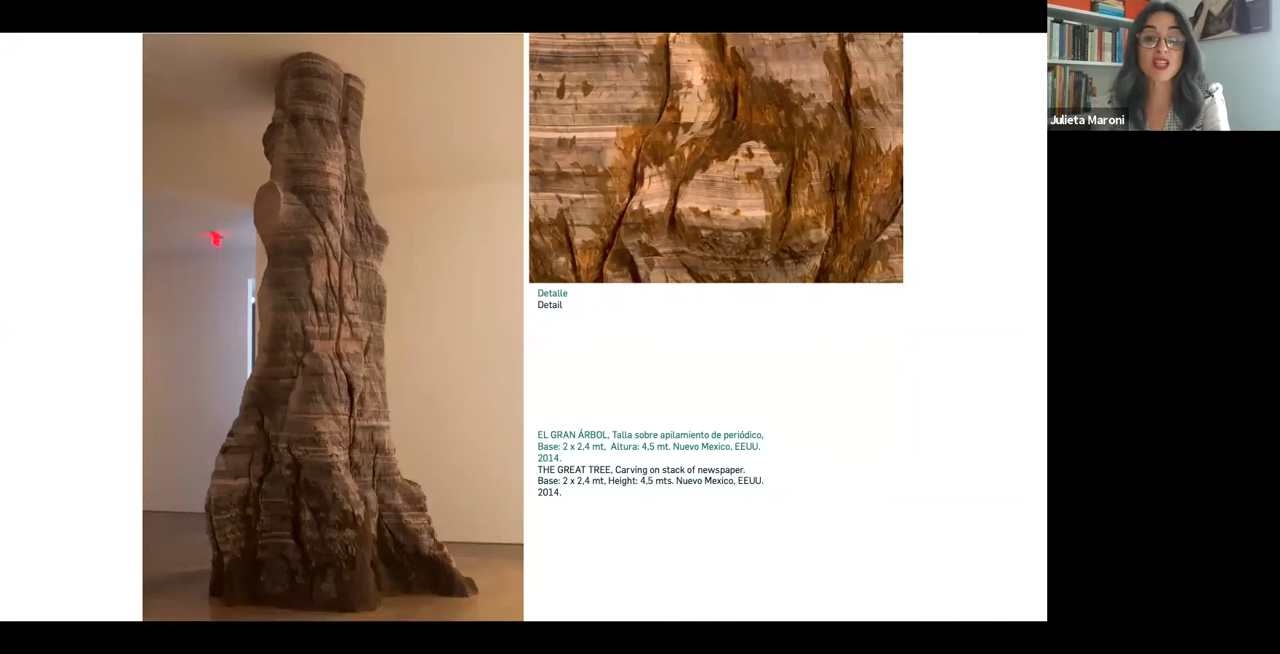 Julieta Maroni
Detalle
Detail
EL GRAN ÁRBOL, Talla sobre apilamiento de periódico,
Base: 2 x 2,4 mt, Altura: 4,5 mt. Nuevo Mexico, EEUU.
2014.
THE GREAT TREE, Carving on stack of newspaper.
Base: 2 x 2,4 mt, Height: 4,5 mts. Nuevo Mexico, EEUU.
2014.